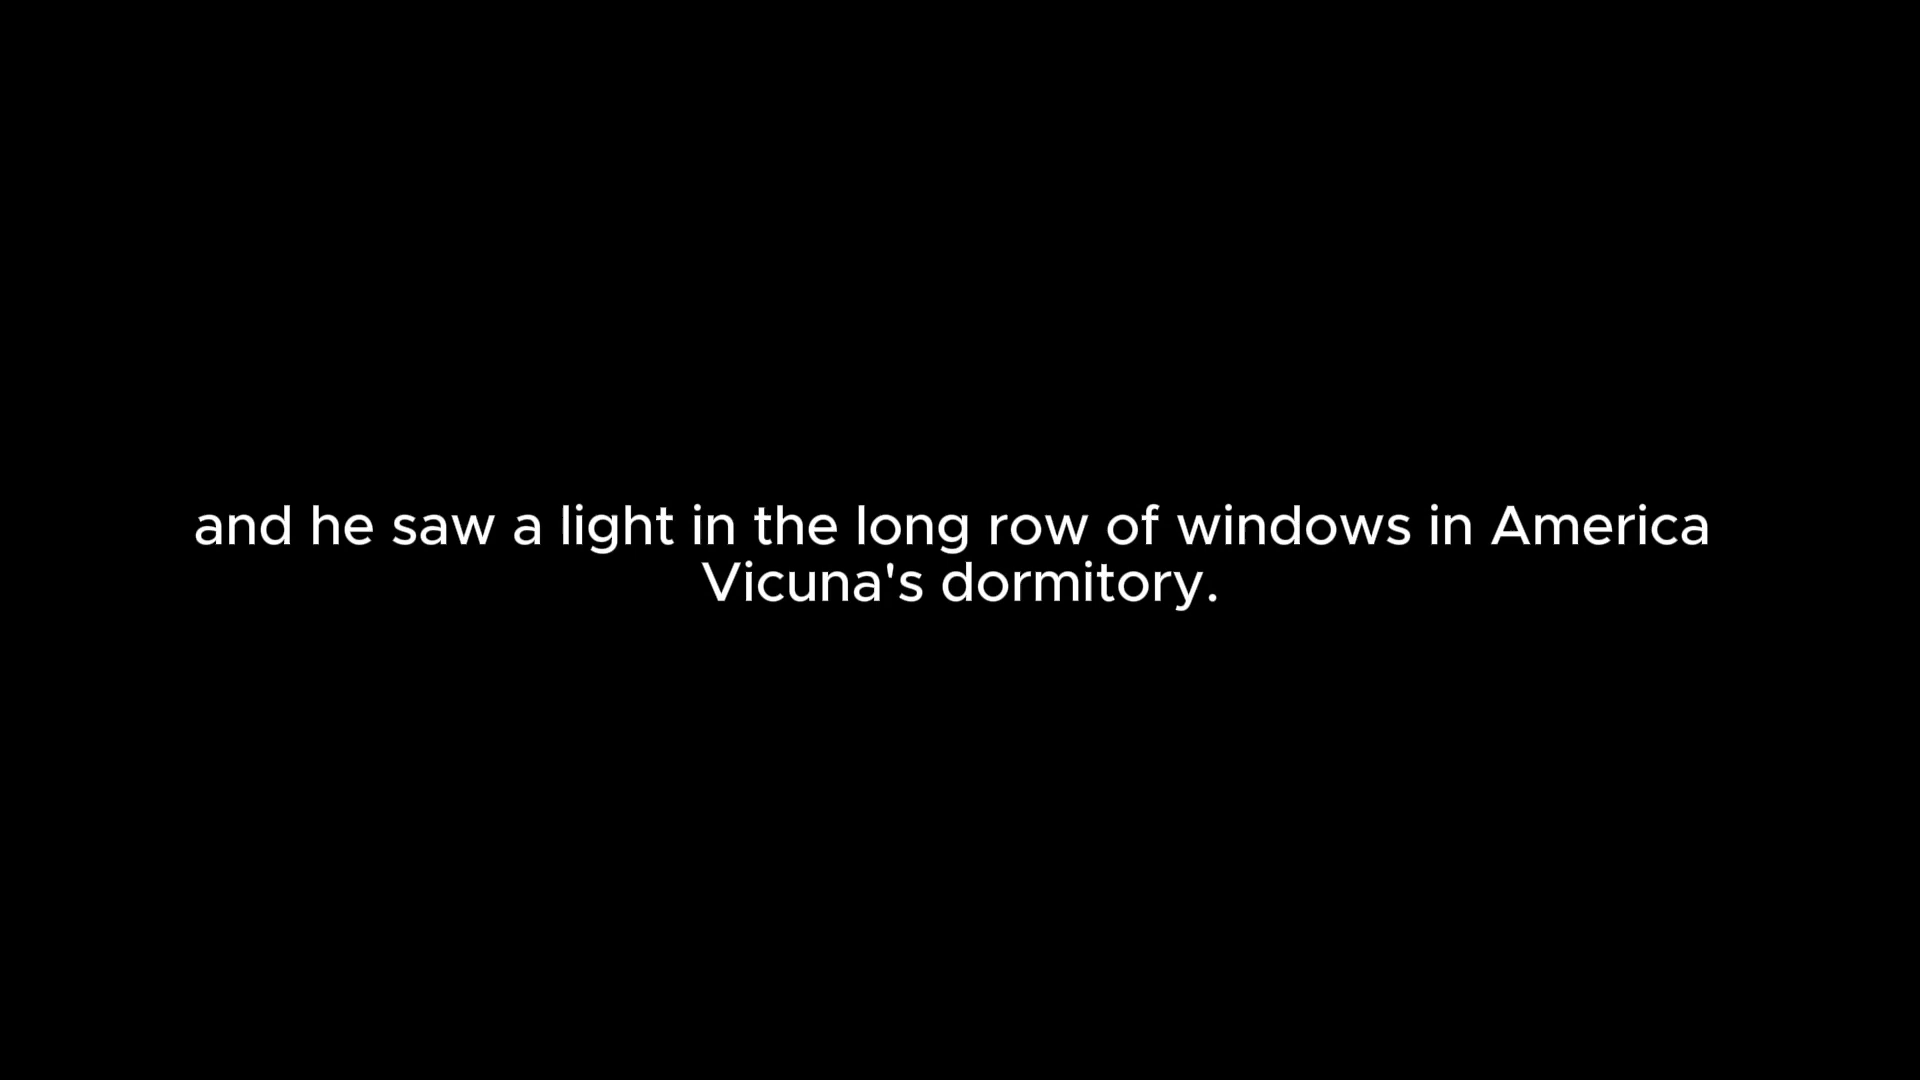 and he saw a light in the long row of windows in America
Vicuna's dormitory.